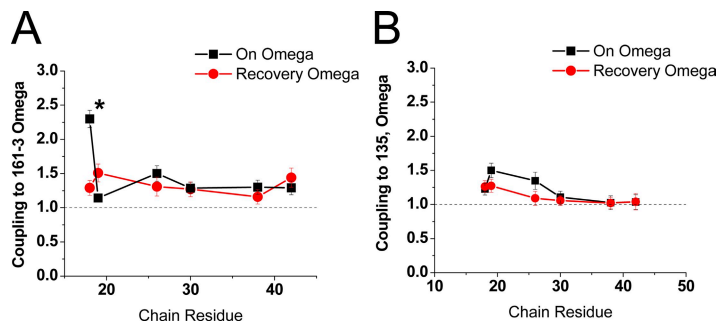 A
On Omega
Recovery Omega
3.0
2.5
2.0
1.5
1.0
0.5
0.0
*
20
30
40
Coupling to 161-3 Omega
Chain Residue
B
On Omega
Recovery Omega
3.0
2.5
2.0
1.5
1.0
0.5
0.0
10
20
30
40
50
Coupling to 135, Omega
Chain Residue